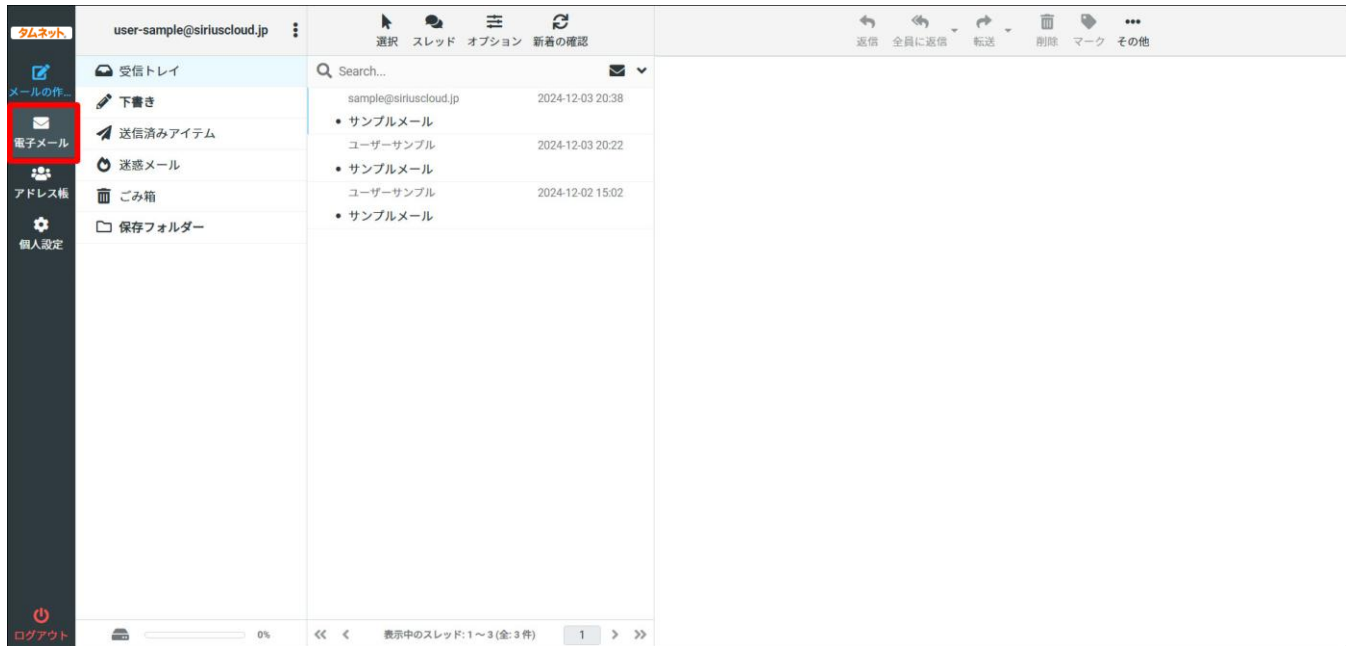 タムネット
user-sample@siriuscloud.jp
選択 スレッド オプション 新着の確認
返信 全員に返信 転送 削除 マーク その他
メールの作...
電子メール
アドレス帳
個人設定
ログアウト
受信トレイ
下書き
送信済みアイテム
迷惑メール
ごみ箱
保存フォルダー
0%
Search...
sample@siriuscloud.jp 2024-12-03 20:38
• サンプルメール
ユーザーサンプル 2024-12-03 20:22
• サンプルメール
ユーザーサンプル 2024-12-02 15:02
• サンプルメール
表示中のスレッド: 1 ~ 3 (全: 3 件) 1